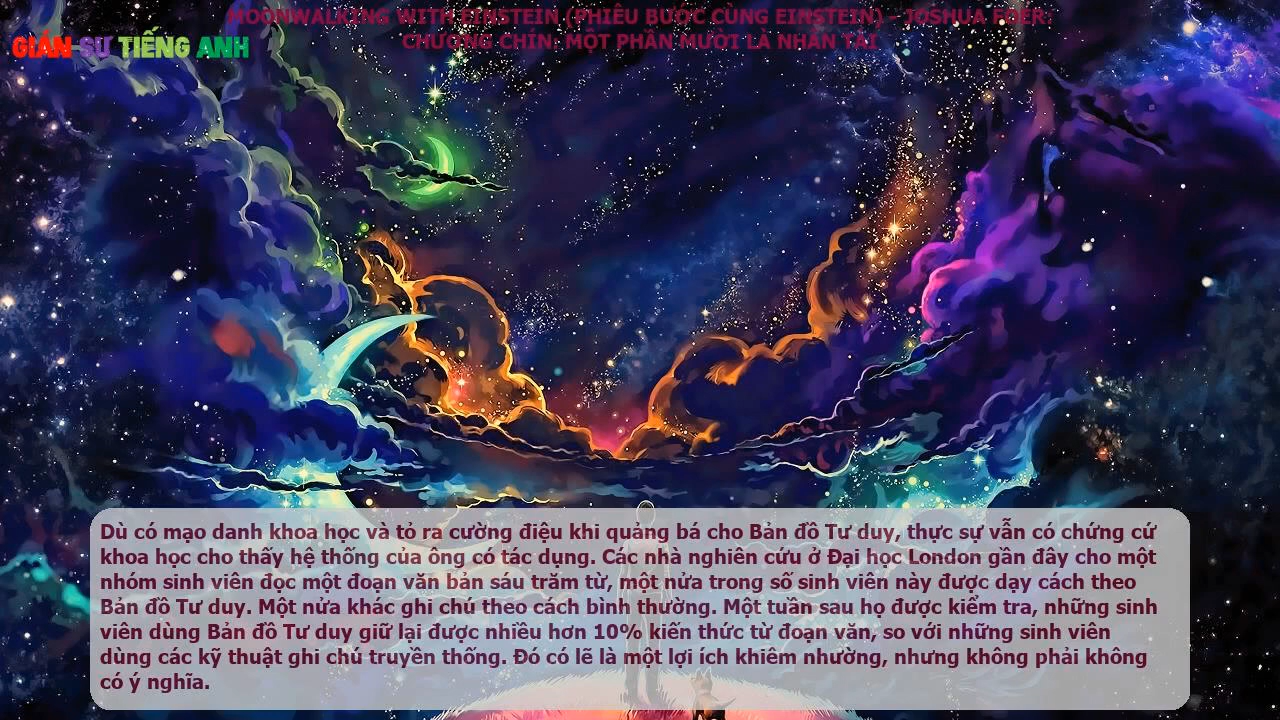 MOONWALKING WITH EINSTEIN (PHIÊU BƯỚC CÙNG EINSTEIN) - JOSHUA FOER:
CHƯƠNG CHÍN: MỘT PHẦN MƯỜI LÀ NHÂN TÀI
GIÁN SƯ TIẾNG ANH
Dù có mạo danh khoa học và tỏ ra cường điệu khi quảng bá cho Bản đồ Tư duy, thực sự vẫn có chứng cứ
khoa học cho thấy hệ thống của ông có tác dụng. Các nhà nghiên cứu ở Đại học London gần đây cho một
nhóm sinh viên đọc một đoạn văn bản sáu trăm từ, một nửa trong số sinh viên này được dạy cách theo
Bản đồ Tư duy. Một nửa khác ghi chú theo cách bình thường. Một tuần sau họ được kiểm tra, những sinh
viên dùng Bản đồ Tư duy giữ lại được nhiều hơn 10% kiến thức từ đoạn văn, so với những sinh viên
dùng các kỹ thuật ghi chú truyền thống. Đó có lẽ là một lợi ích khiêm nhường, nhưng không phải không
có ý nghĩa.